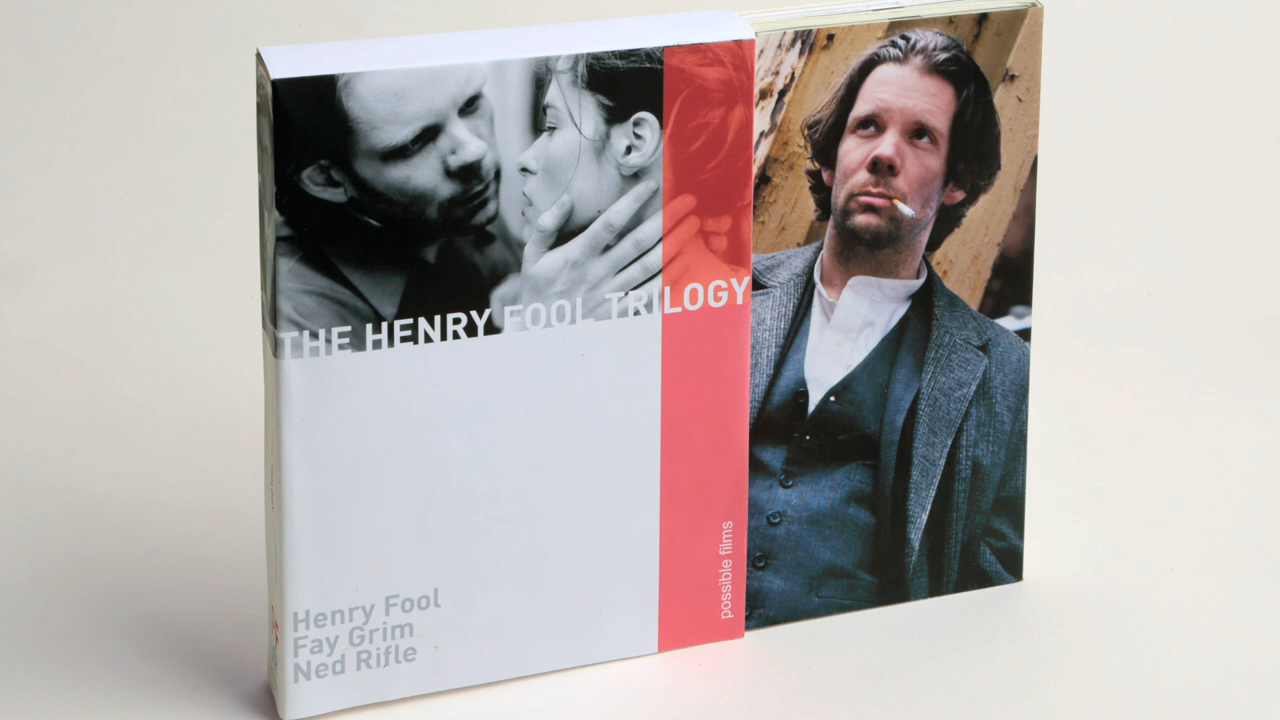 THE HENRY FOOL TRILOGY
possible films
Henry Fool
Fay Grim
Ned Rifle